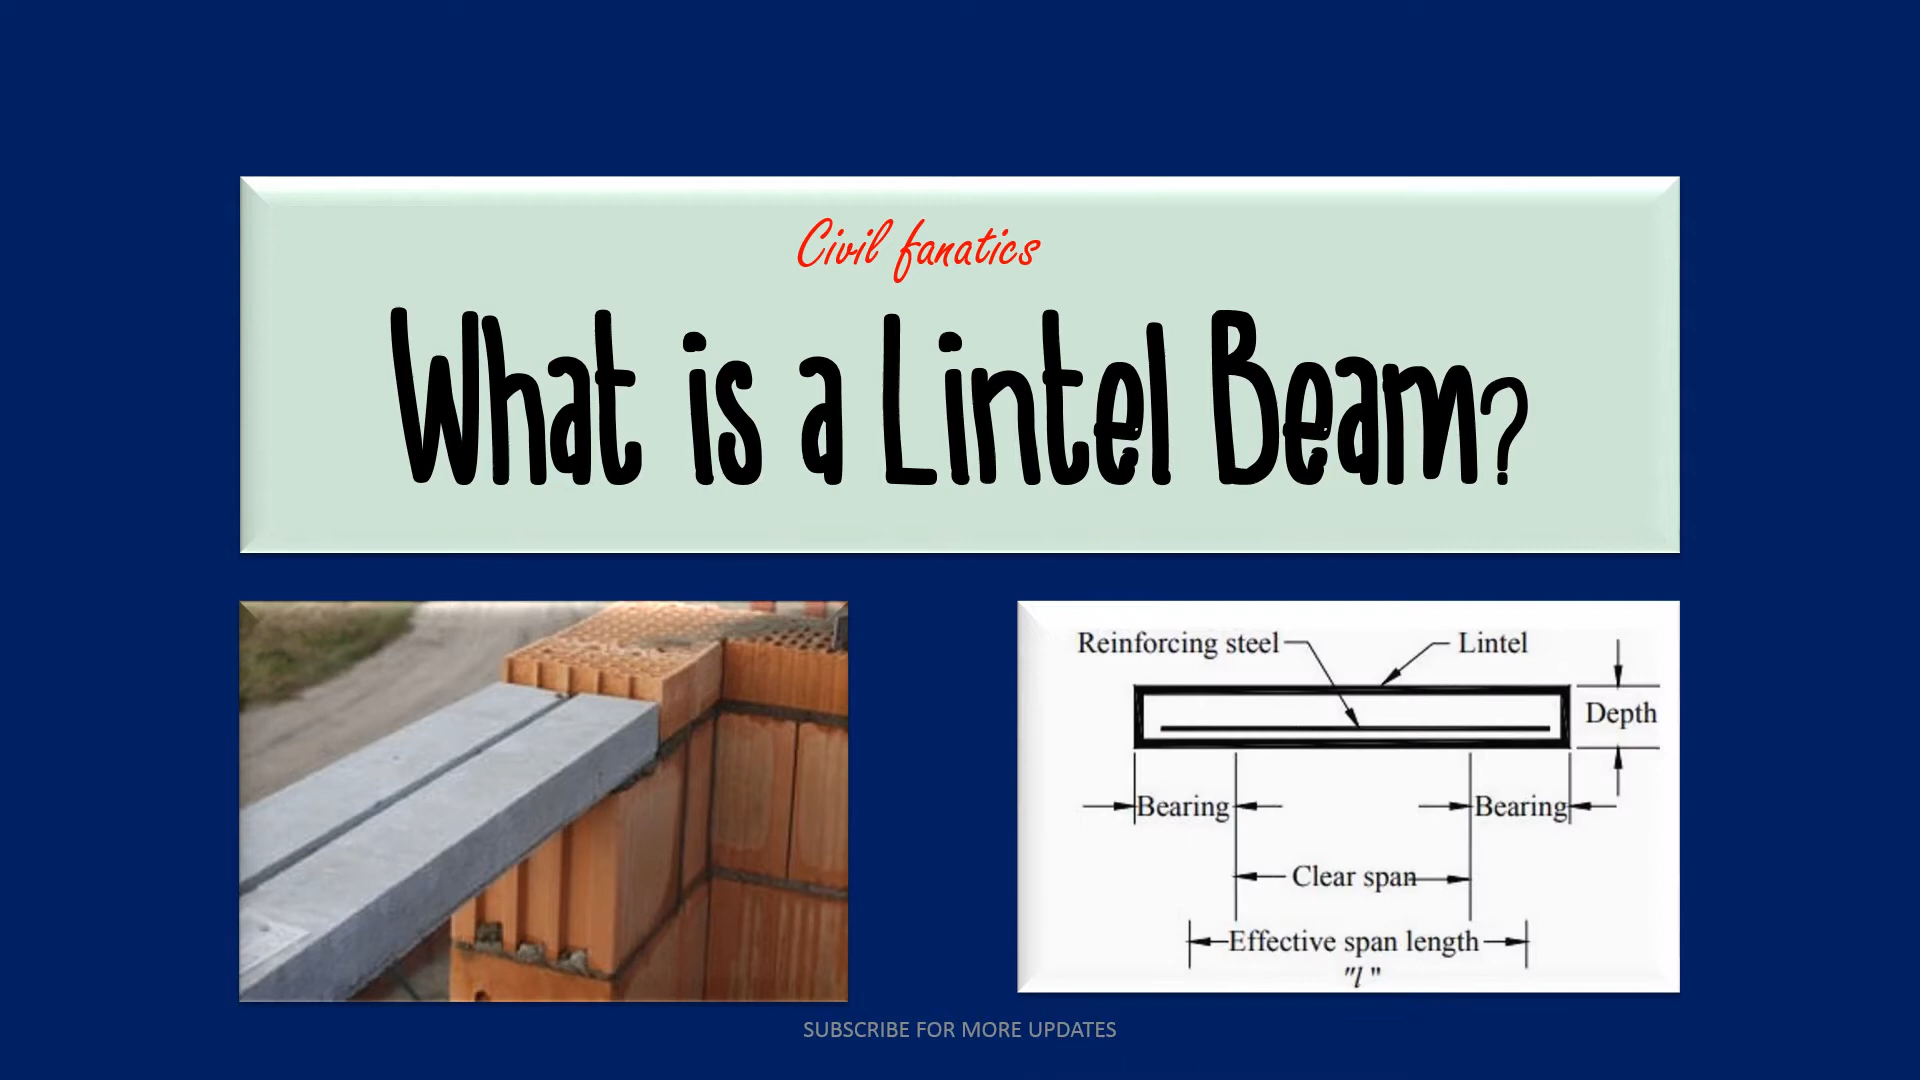 Civil fanatics
What is a Lintel Beam?
Reinforcing steel
Lintel
Depth
Bearing
Bearing
Clear span
Effective span length
"l "
SUBSCRIBE FOR MORE UPDATES